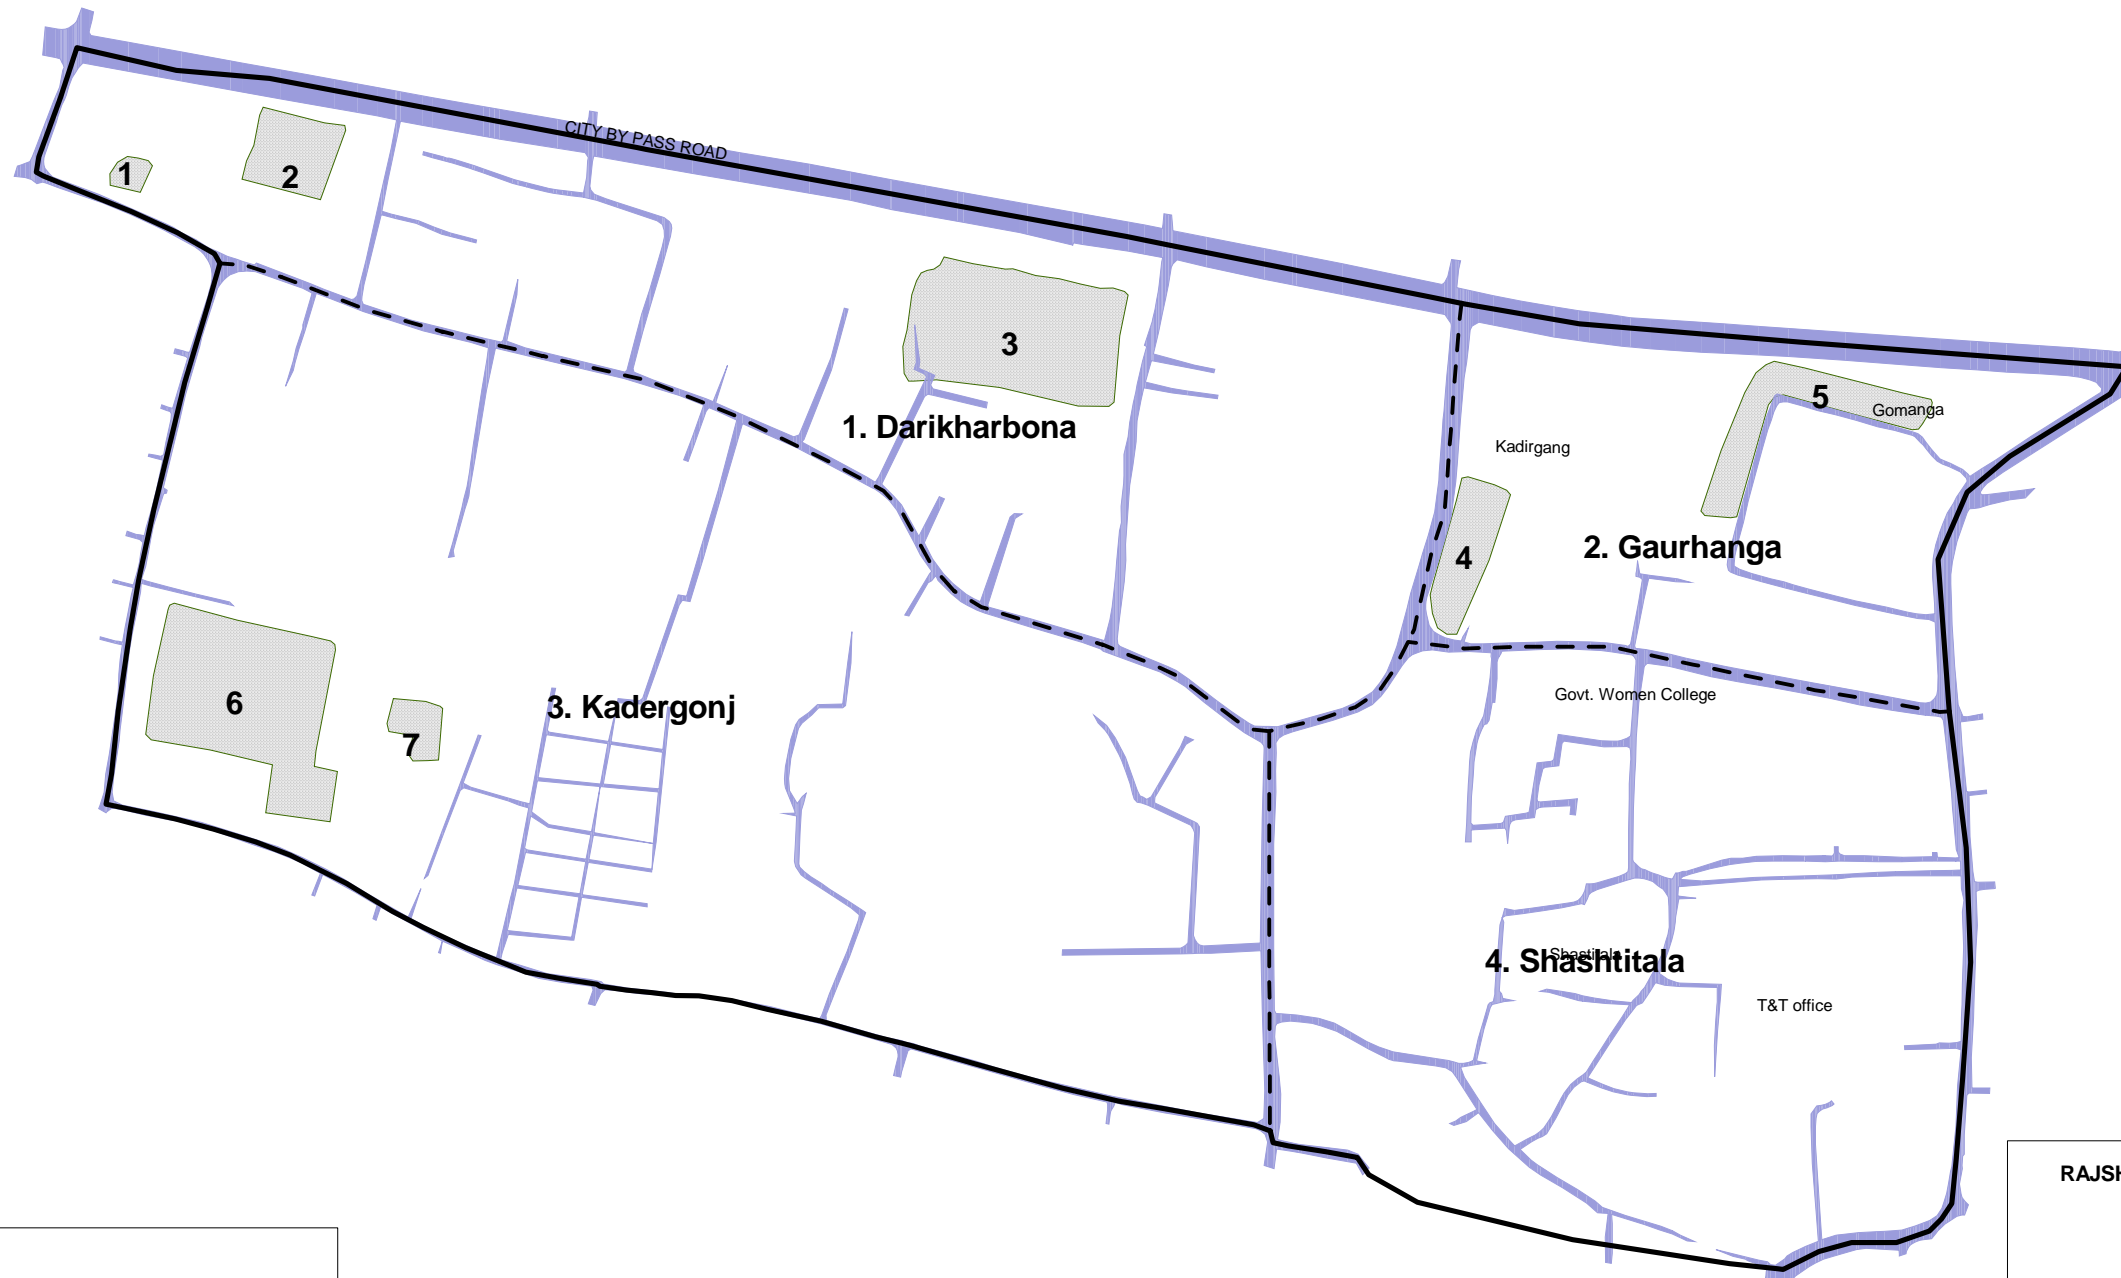 CITY BY PASS ROAD
1
2
3
5
Gomanga
1. Darikharbona
Kadirgang
4
2. Gaurhanga
6
7
3. Kadergonj
Govt. Women College
Shastitala
4. Shashtitala
T&T office
RAJSH